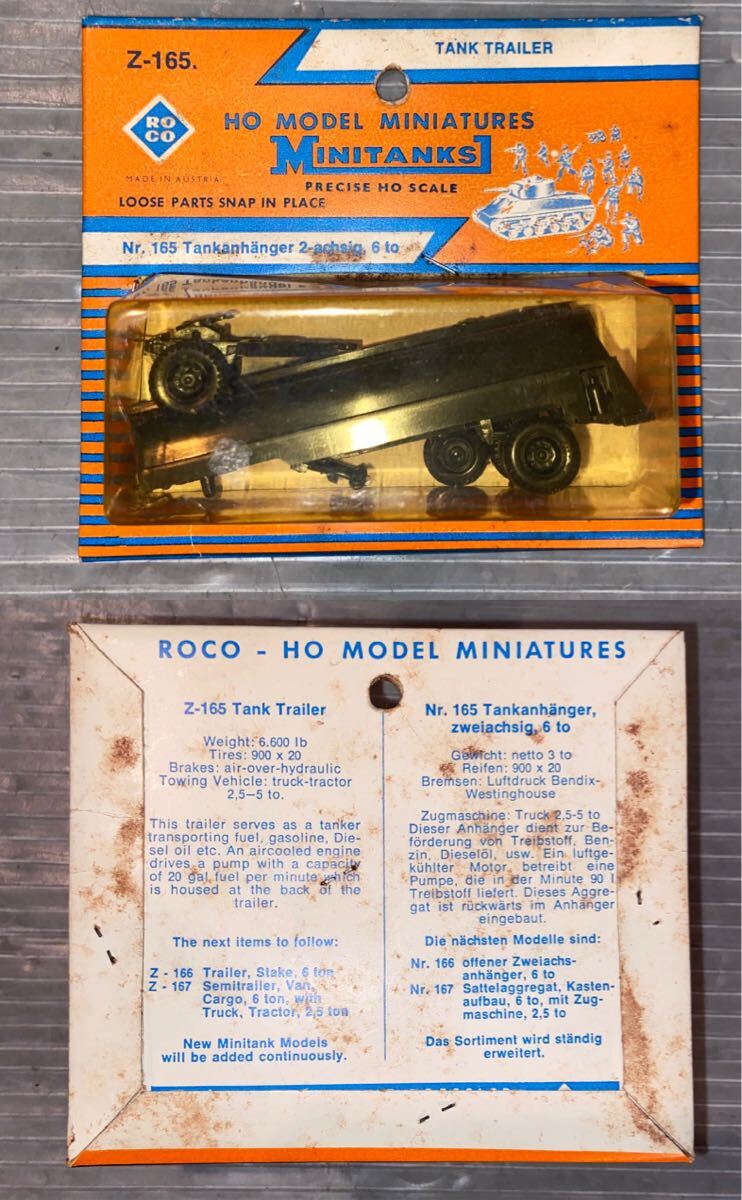 Z-165.
TANK TRAILER
RO
CO
HO MODEL MINIATURES
MINITANKS
PRECISE HO SCALE
MADE IN AUSTRIA
LOOSE PARTS SNAP IN PLACE
Nr. 165 Tankanhänger 2-achsig, 6 to
ROCO - HO MODEL MINIATURES
Z-165 Tank Trailer
Weight: 6.600 lb
Tires: 900 x 20
Brakes: air-over-hydraulic
Towing Vehicle: truck-tractor
2,5—5 to.
This trailer serves as a tanker
transporting fuel, gasoline, Die-
sel oil etc. An aircooled engine
drives a pump with a capacity
of 20 gal fuel per minute which
is housed at the back of the
trailer.
The next items to follow:
Z - 166 Trailer, Stake, 6 ton
Z - 167 Semitrailer, Van,
Cargo, 6 ton, with
Truck, Tractor, 2,5 ton
New Minitank Models
will be added continuously.
Nr. 165 Tankanhänger,
zweiachsig, 6 to
Gewicht: netto 3 to
Reifen: 900 x 20
Bremsen: Luftdruck Bendix-
Westinghouse
Zugmaschine: Truck 2,5-5 to
Dieser Anhänger dient zur Be-
förderung von Treibstoff, Ben-
zin, Dieselöl, usw. Ein luftge-
kühlter Motor betreibt eine
Pumpe, die in der Minute 90 l
Treibstoff liefert. Dieses Aggre-
gat ist rückwärts im Anhänger
eingebaut.
Die nächsten Modelle sind:
Nr. 166 offener Zweiachs-
anhänger, 6 to
Nr. 167 Sattelaggregat, Kasten-
aufbau, 6 to, mit Zug-
maschine, 2,5 to
Das Sortiment wird ständig
erweitert.